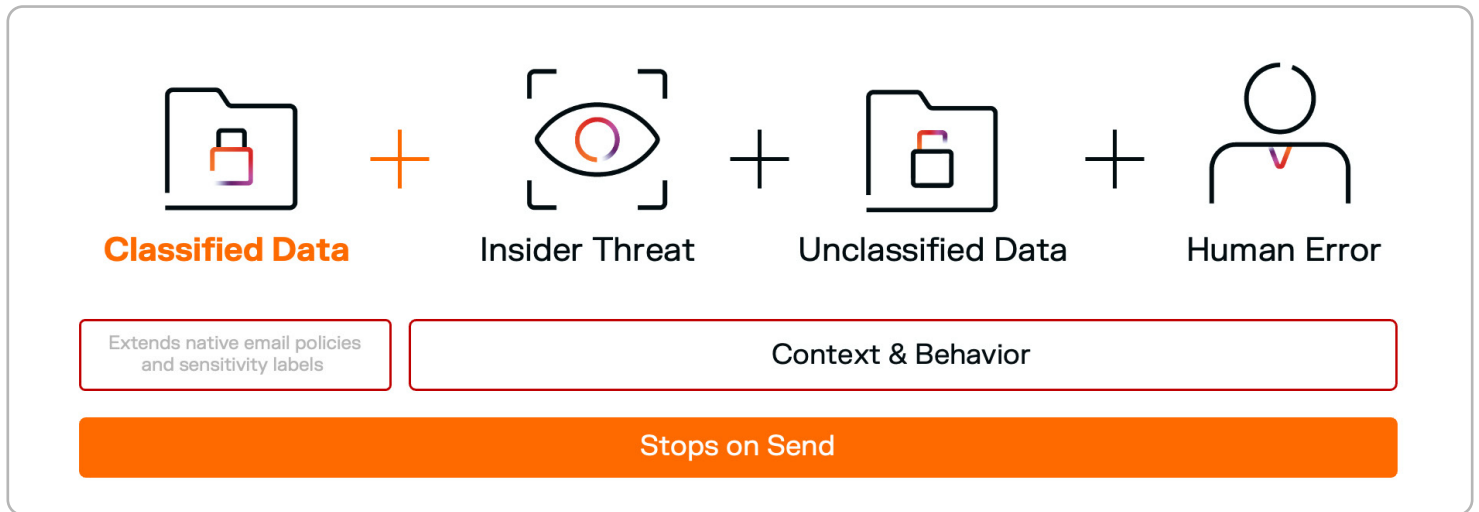 Classified Data
Insider Threat
Unclassified Data
Human Error
Extends native email policies
and sensitivity labels
Context & Behavior
Stops on Send